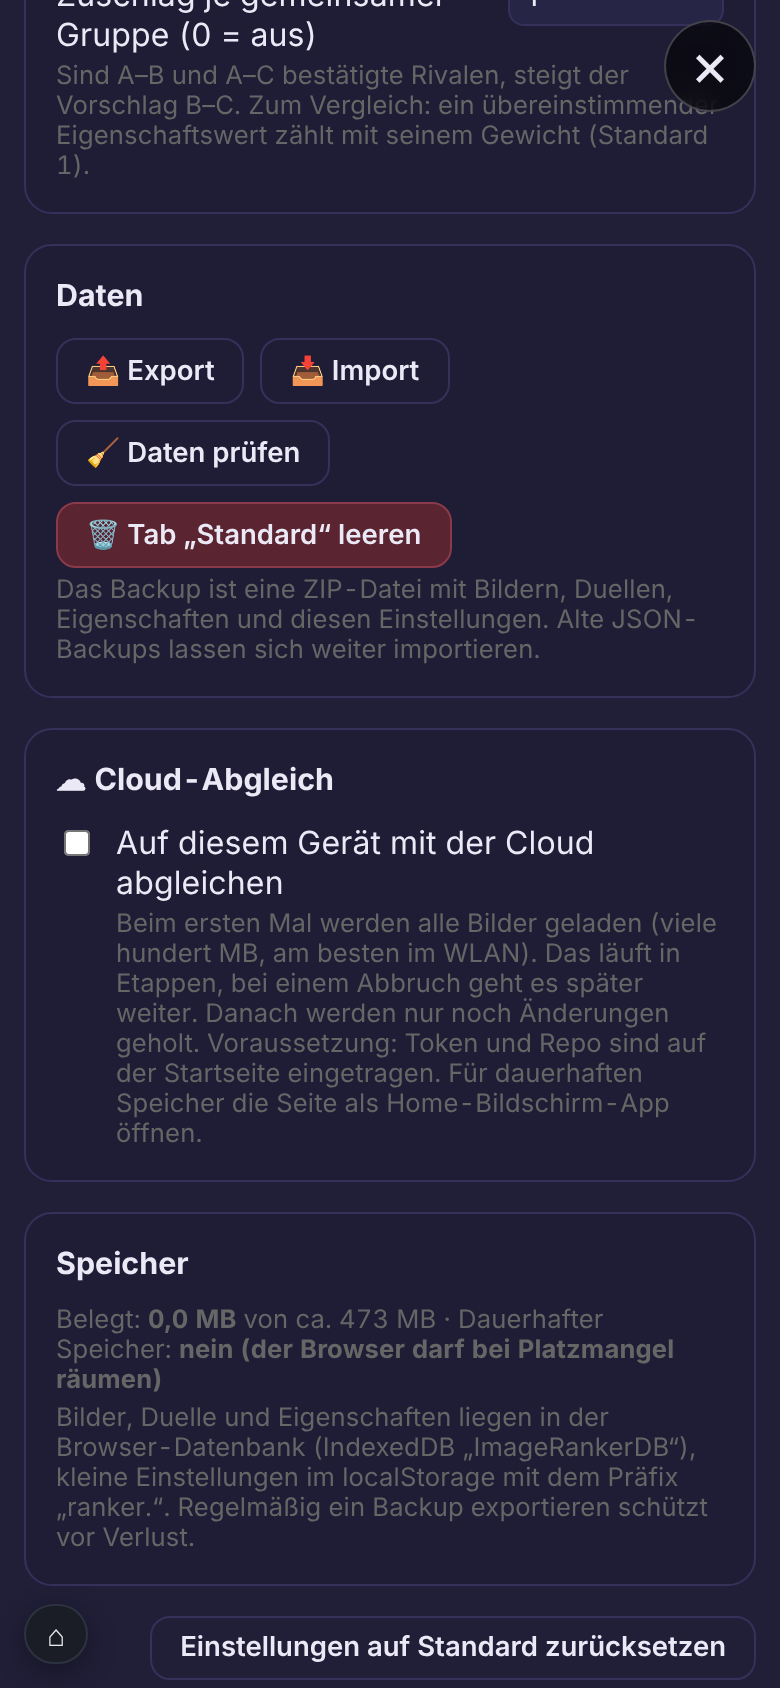 Zuschlag je gemeinsamer
Gruppe (0 = aus)
Sind A–B und A–C bestätigte Rivalen, steigt der
Vorschlag B–C. Zum Vergleich: ein übereinstimmender
Eigenschaftswert zählt mit seinem Gewicht (Standard
1).
Daten
📤 Export
📥 Import
🧹 Daten prüfen
🗑️ Tab „Standard“ leeren
Das Backup ist eine ZIP-Datei mit Bildern, Duellen,
Eigenschaften und diesen Einstellungen. Alte JSON-
Backups lassen sich weiter importieren.
☁ Cloud-Abgleich
Auf diesem Gerät mit der Cloud
abgleichen
Beim ersten Mal werden alle Bilder geladen (viele
hundert MB, am besten im WLAN). Das läuft in
Etappen, bei einem Abbruch geht es später
weiter. Danach werden nur noch Änderungen
geholt. Voraussetzung: Token und Repo sind auf
der Startseite eingetragen. Für dauerhaften
Speicher die Seite als Home-Bildschirm-App
öffnen.
Speicher
Belegt: 0,0 MB von ca. 473 MB · Dauerhafter
Speicher: nein (der Browser darf bei Platzmangel
räumen)
Bilder, Duelle und Eigenschaften liegen in der
Browser-Datenbank (IndexedDB „ImageRankerDB“),
kleine Einstellungen im localStorage mit dem Präfix
„ranker.“. Regelmäßig ein Backup exportieren schützt
vor Verlust.
Einstellungen auf Standard zurücksetzen